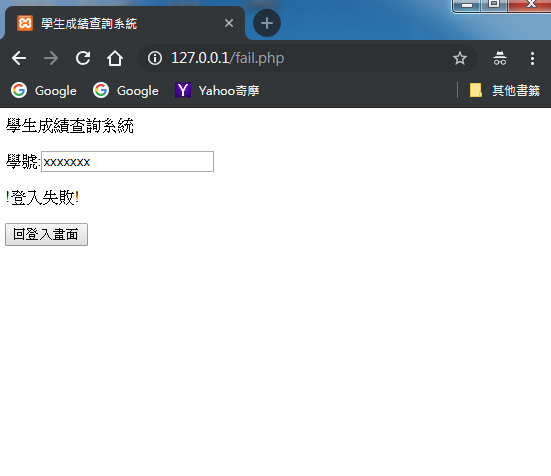 學生成績查詢系統
127.0.0.1/fail.php
Google
Google
Yahoo奇摩
其他書籤
學生成績查詢系統
學號:xxxxxxx
!登入失敗!
回登入畫面